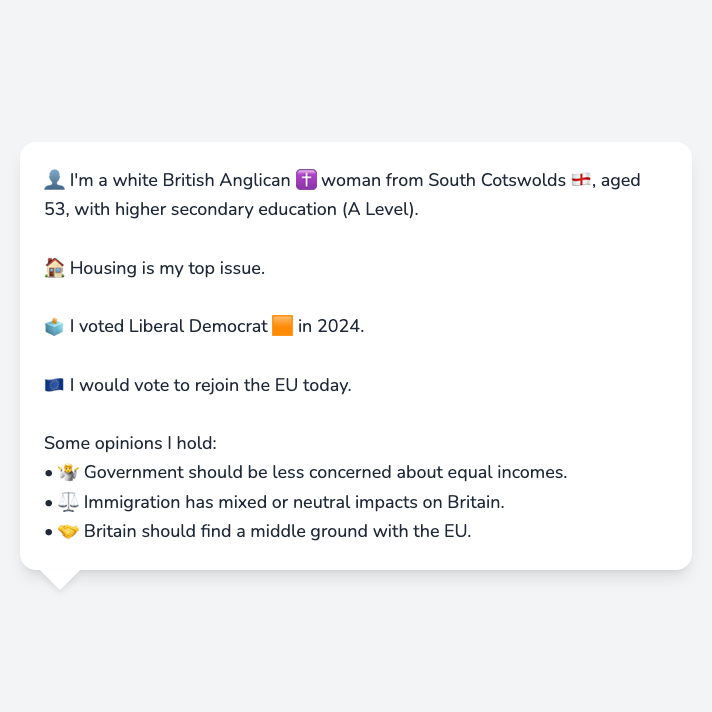 👤 I'm a white British Anglican ✝️ woman from South Cotswolds 🏴󠁧󠁢󠁥󠁮󠁧󠁿, aged
53, with higher secondary education (A Level).
🏠 Housing is my top issue.
🗳️ I voted Liberal Democrat 🟧 in 2024.
🇪🇺 I would vote to rejoin the EU today.
Some opinions I hold:
• 🤷 Government should be less concerned about equal incomes.
• ⚖️ Immigration has mixed or neutral impacts on Britain.
• 🤝 Britain should find a middle ground with the EU.